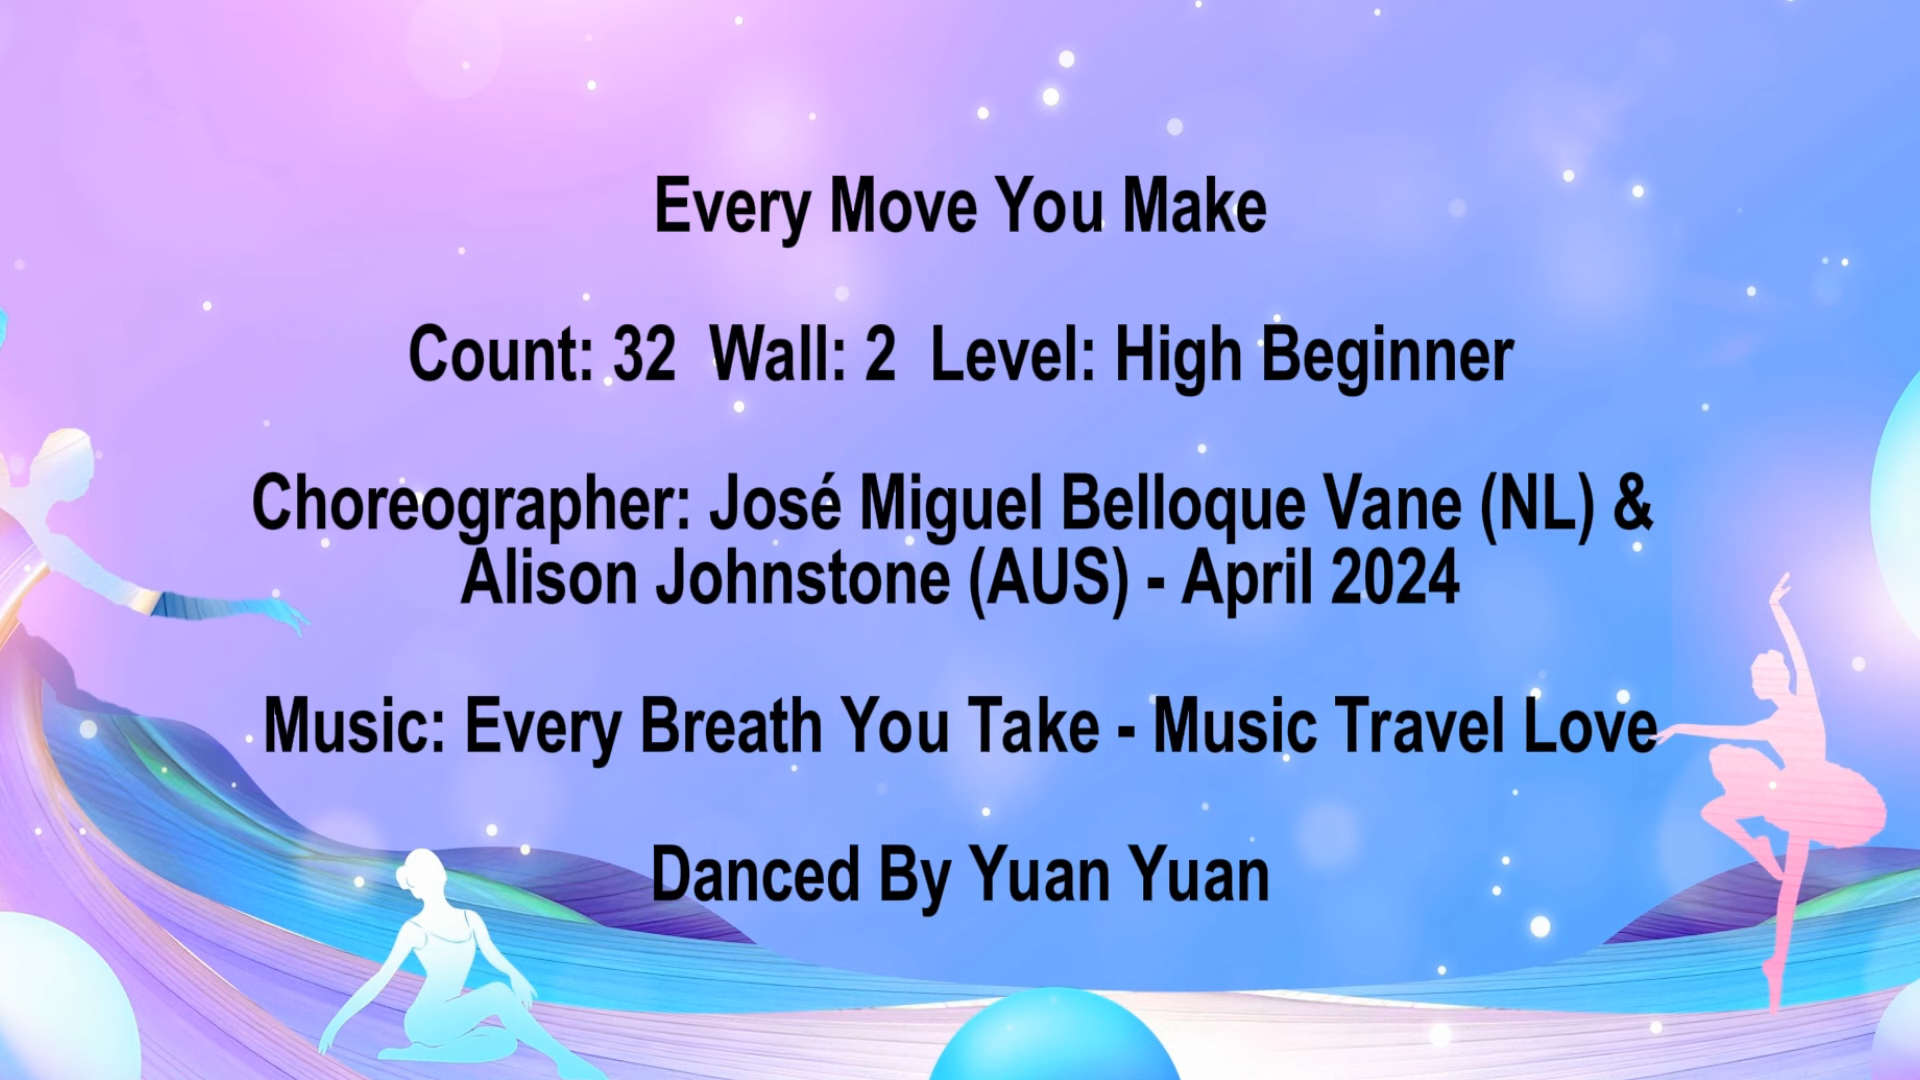 Every Move You Make
Count: 32  Wall: 2  Level: High Beginner
Choreographer: José Miguel Belloque Vane (NL) &
Alison Johnstone (AUS) - April 2024
Music: Every Breath You Take - Music Travel Love
Danced By Yuan Yuan